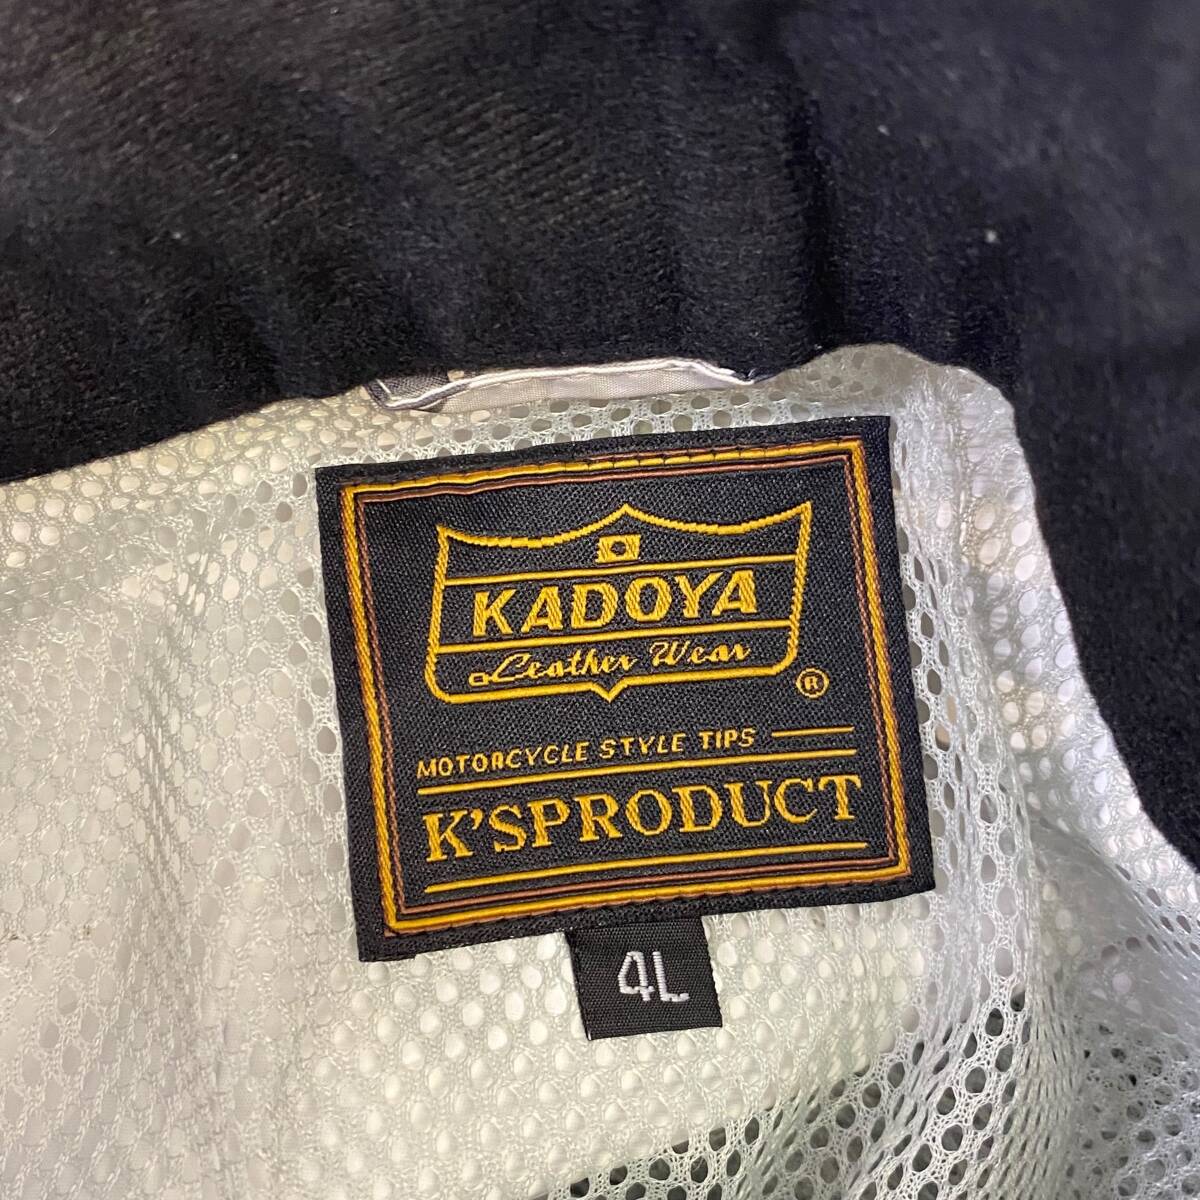 KADOYA
Leather Wear
®
MOTORCYCLE STYLE TIPS
K'SPRODUCT
4L